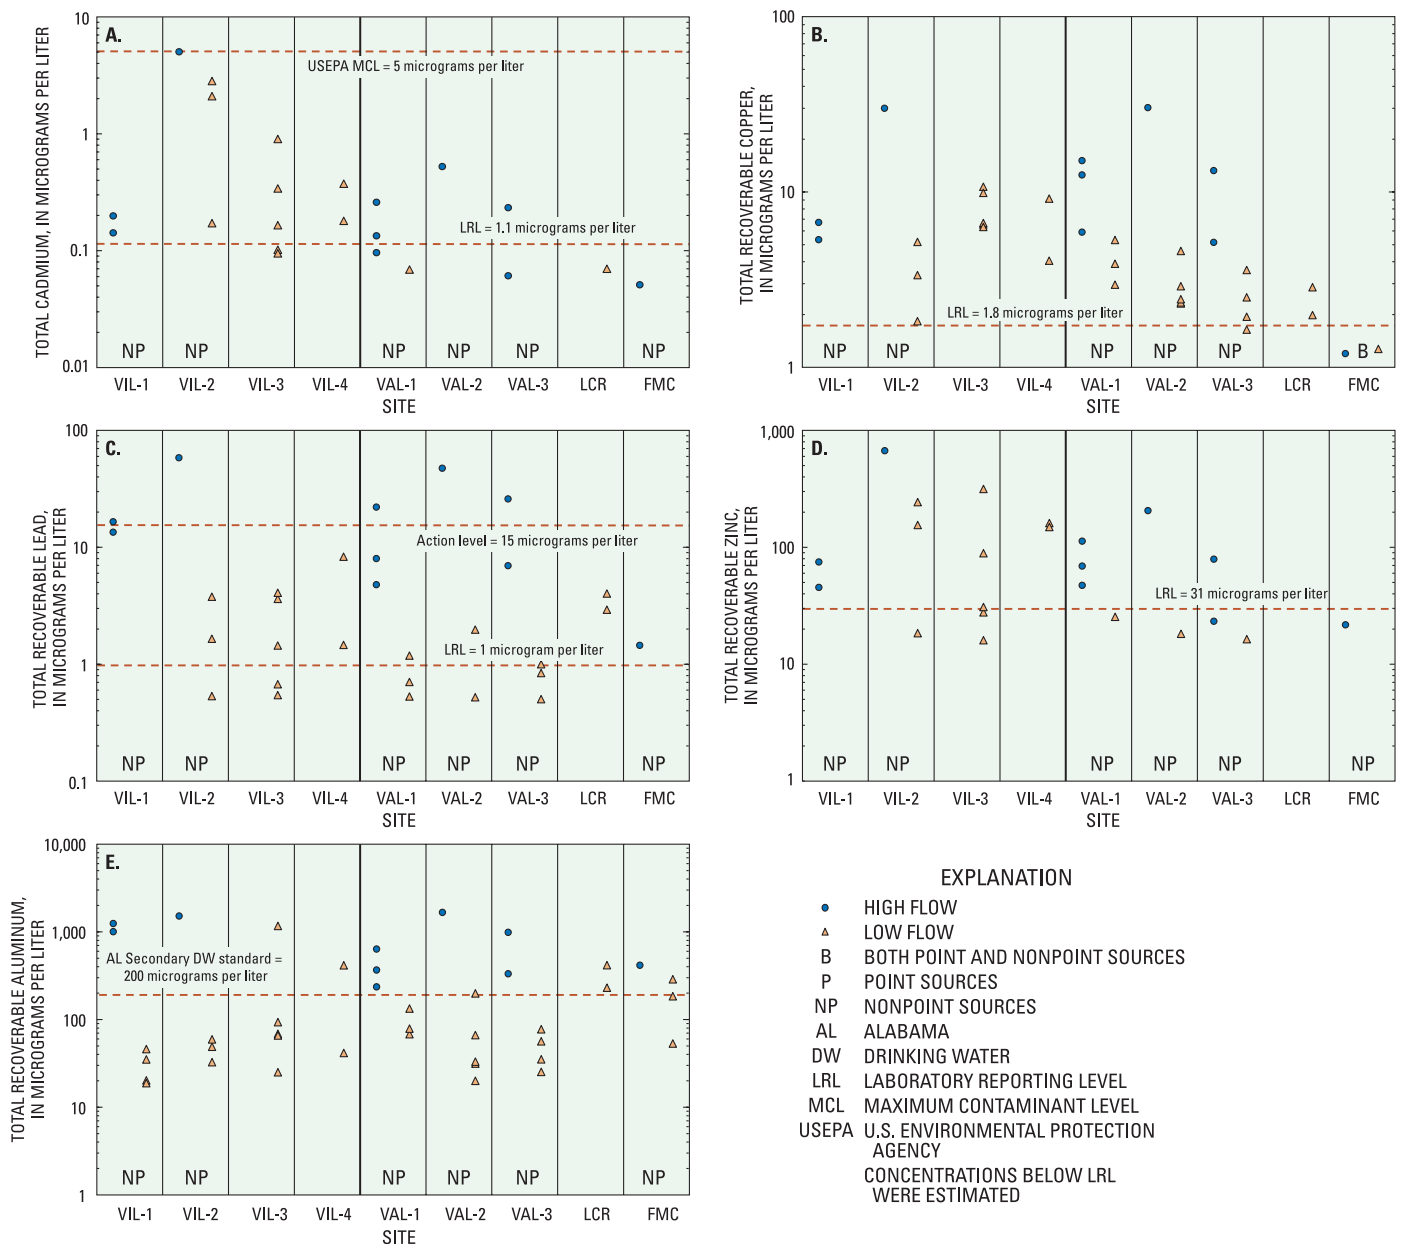 A.
TOTAL CADMIUM, IN MICROGRAMS PER LITER
10
1
0.1
0.01
USEPA MCL = 5 micrograms per liter
LRL = 1.1 micrograms per liter
NP NP NP NP NP NP
VIL-1 VIL-2 VIL-3 VIL-4 VAL-1 VAL-2 VAL-3 LCR FMC
SITE
B.
TOTAL RECOVERABLE COPPER,
IN MICROGRAMS PER LITER
100
10
1
LRL = 1.8 micrograms per liter
NP NP NP NP NP B
VIL-1 VIL-2 VIL-3 VIL-4 VAL-1 VAL-2 VAL-3 LCR FMC
SITE
C.
TOTAL RECOVERABLE LEAD,
IN MICROGRAMS PER LITER
100
10
1
0.1
Action level = 15 micrograms per liter
LRL = 1 microgram per liter
NP NP NP NP NP NP
VIL-1 VIL-2 VIL-3 VIL-4 VAL-1 VAL-2 VAL-3 LCR FMC
SITE
D.
TOTAL RECOVERABLE ZINC,
IN MICROGRAMS PER LITER
1,000
100
10
1
LRL = 31 micrograms per liter
NP NP NP NP NP NP
VIL-1 VIL-2 VIL-3 VIL-4 VAL-1 VAL-2 VAL-3 LCR FMC
SITE
E.
TOTAL RECOVERABLE ALUMINUM,
IN MICROGRAMS PER LITER
10,000
1,000
100
10
1
AL Secondary DW standard =
200 micrograms per liter
NP NP NP NP NP NP
VIL-1 VIL-2 VIL-3 VIL-4 VAL-1 VAL-2 VAL-3 LCR FMC
SITE
EXPLANATION
HIGH FLOW
LOW FLOW
B BOTH POINT AND NONPOINT SOURCES
P POINT SOURCES
NP NONPOINT SOURCES
AL ALABAMA
DW DRINKING WATER
LRL LABORATORY REPORTING LEVEL
MCL MAXIMUM CONTAMINANT LEVEL
USEPA U.S. ENVIRONMENTAL PROTECTION
AGENCY
CONCENTRATIONS BELOW LRL
WERE ESTIMATED